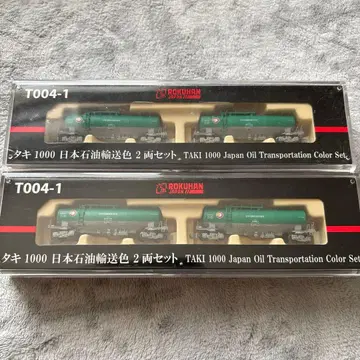 T004-1
ROKUHAN
タキ 1000 日本石油輸送色 2 両セット。 TAKI 1000 Japan Oil Transportation Color Set
T004-1
ROKUHAN
タキ 1000 日本石油輸送色 2 両セット。 TAKI 1000 Japan Oil Transportation Color Set